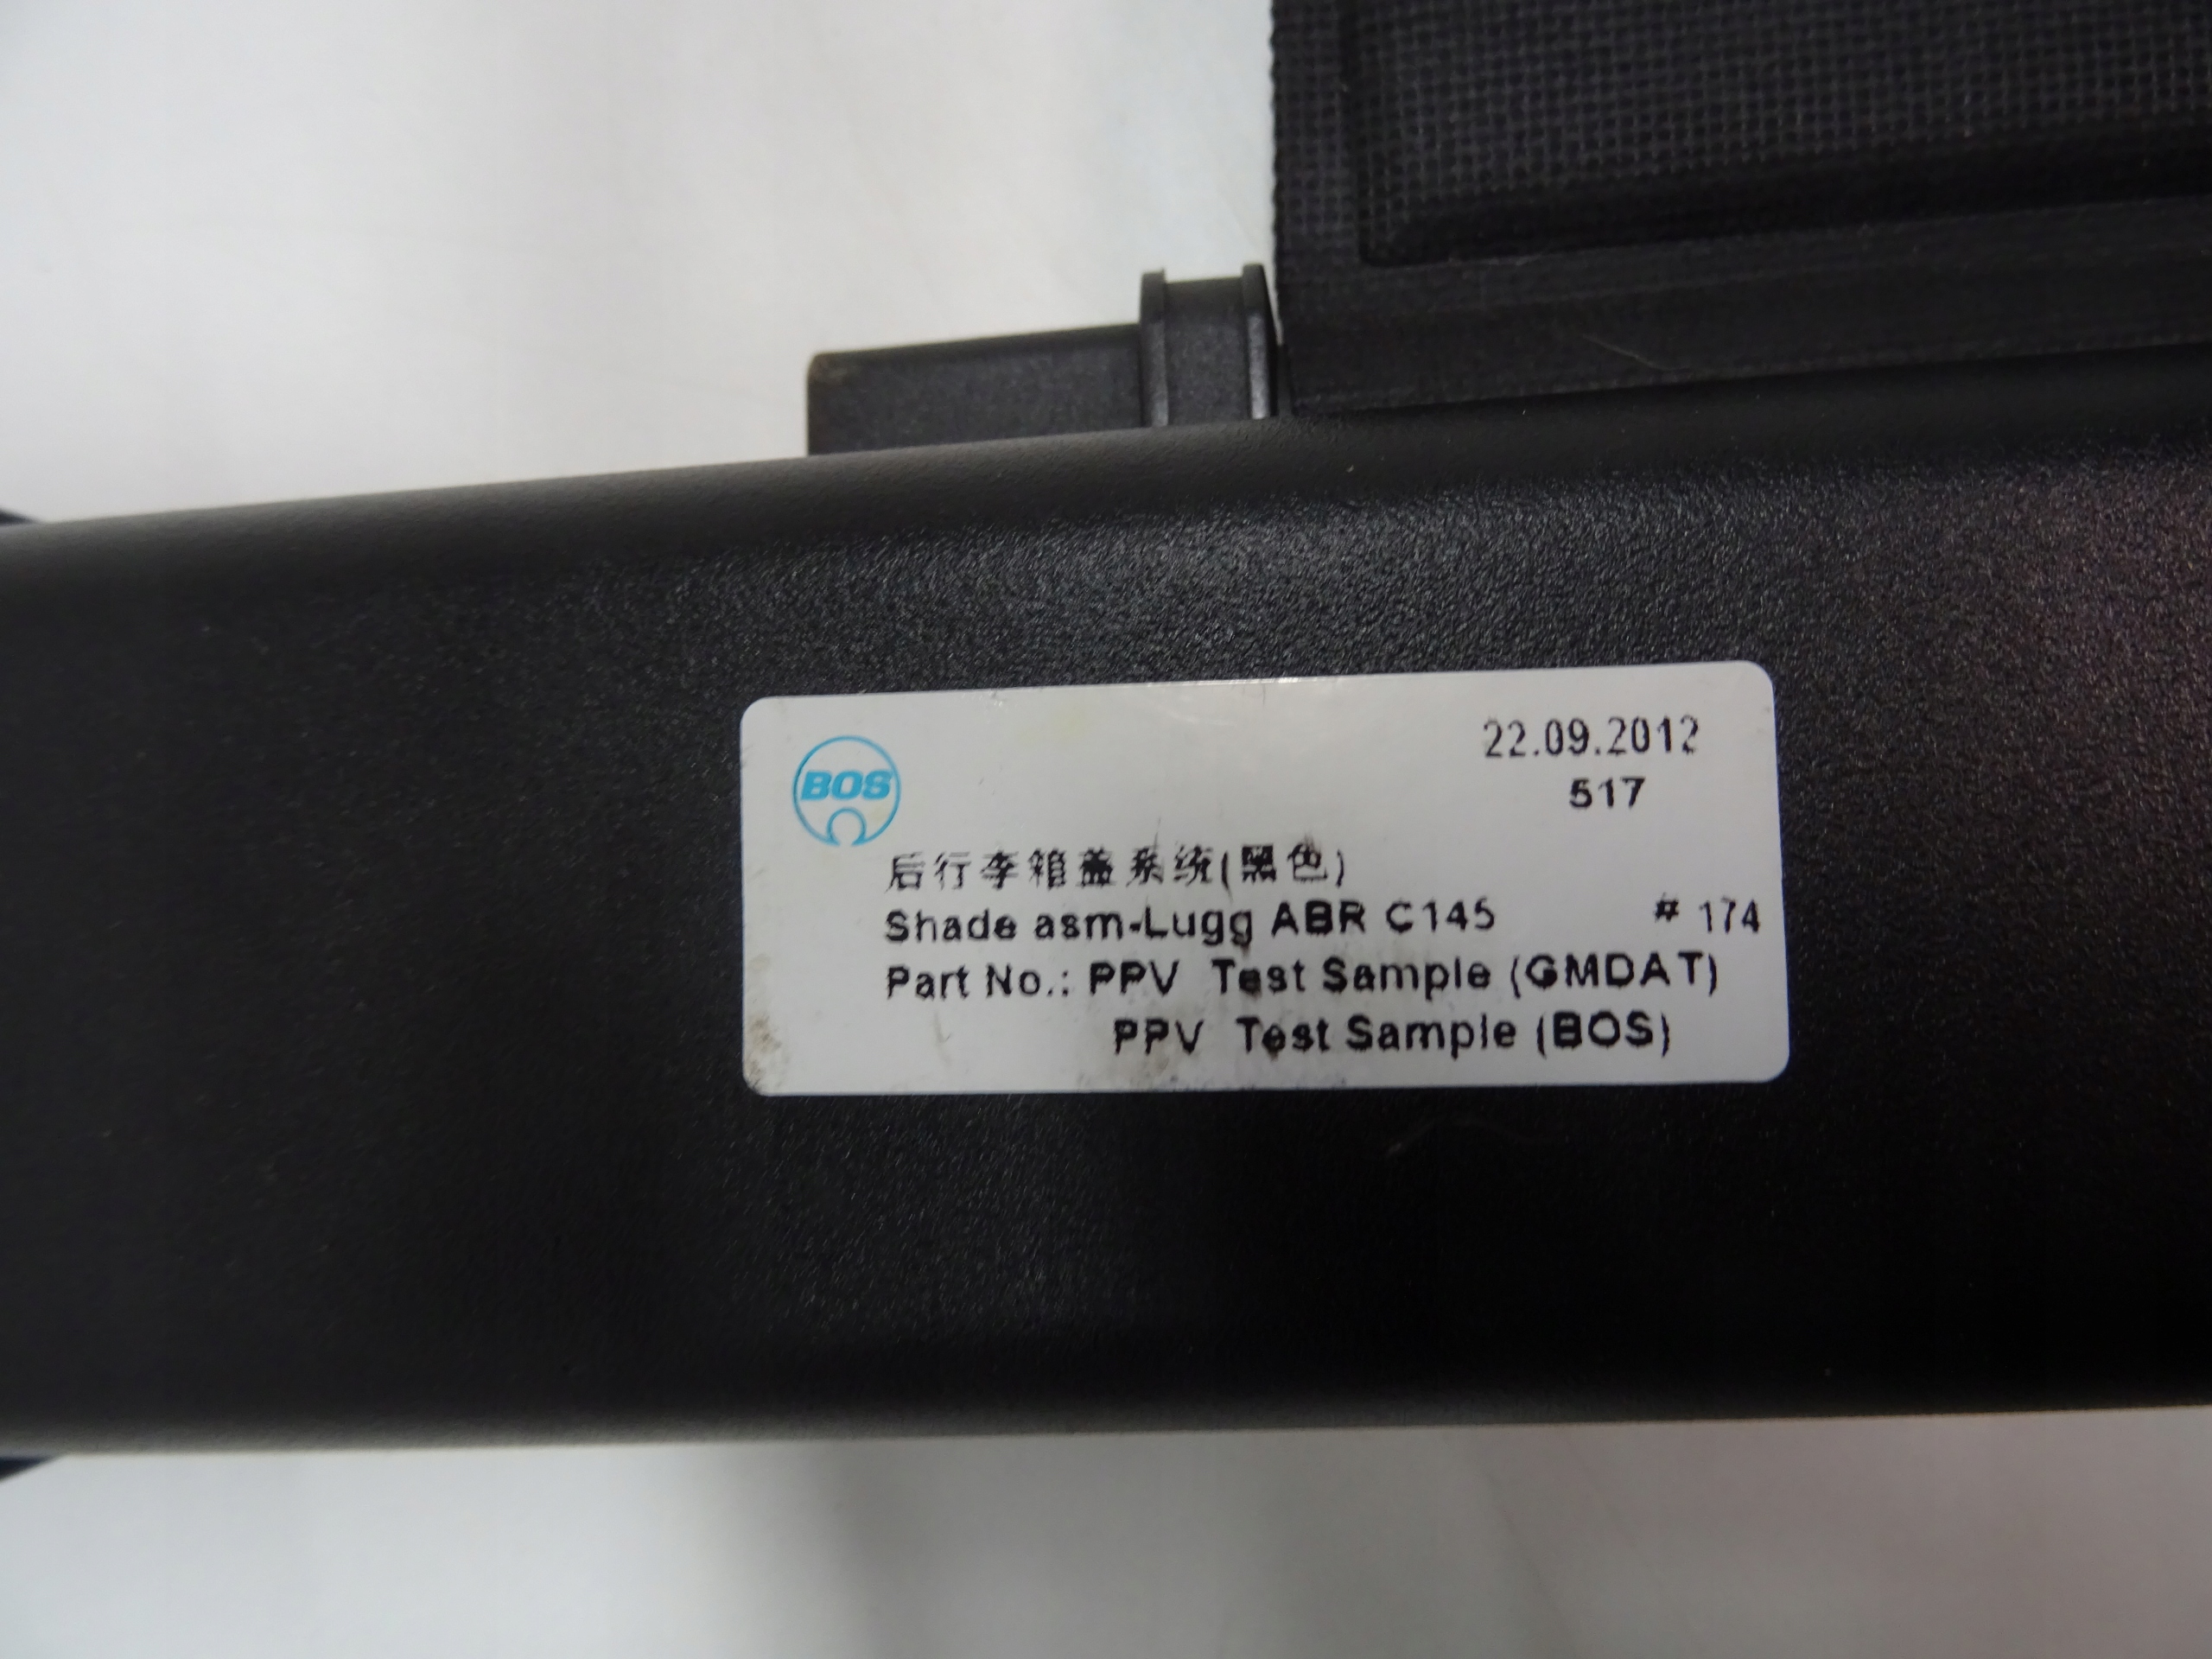 BOS
22.09.2012
517
后行李箱盖系统(黑色)
Shade asm-Lugg ABR C145 # 174
Part No.: PPV Test Sample (GMDAT)
PPV Test Sample (BOS)